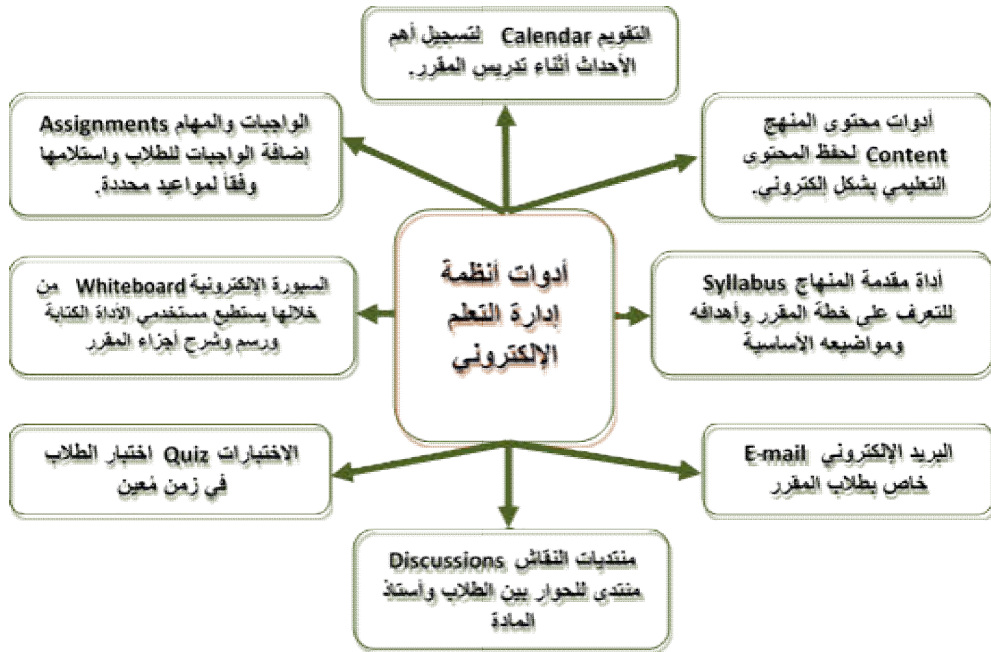 التقويم Calendar لتسجيل أهم
الأحداث أثناء تدريس المقرر.
أدوات محتوى المنهج
Content لحفظ المحتوى
التعليمي بشكل الكتروني.
الواجبات والمهام Assignments
إضافة الواجبات للطلاب واستلامها
وفقاً لمواعيد محددة.
أدوات أنظمة
إدارة التعلم
الإلكتروني
أداة مقدمة المنهاج Syllabus
للتعرف على خطة المقرر وأهدافه
ومواضيعه الأساسية
السبورة الإلكترونية Whiteboard من
خلالها يستطيع مستخدمي الأداة الكتابة
ورسم وشرح أجزاء المقرر
البريد الإلكتروني E-mail
خاص بطلاب المقرر
الاختبارات Quiz اختبار الطلاب
في زمن مُعين
منتديات النقاش Discussions
منتدى للحوار بين الطلاب وأستاذ
المادة